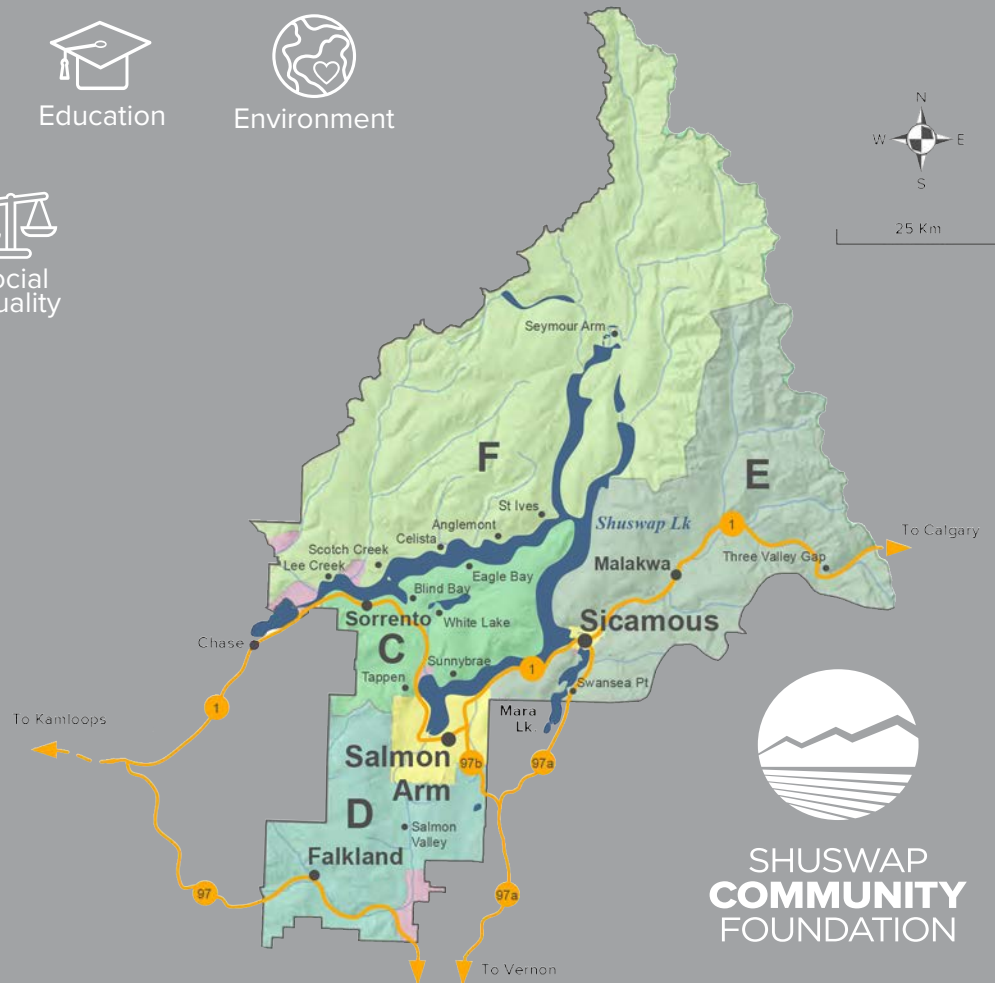 Education
Environment
ocial
uality
N
W
E
S
25 Km
Seymour Arm
F
E
St Ives
Shuswap Lk
1
Anglemont
To Calgary
Celista
Scotch Creek
Malakwa
Three Valley Gap
Lee Creek
Eagle Bay
Blind Bay
Sorrento
White Lake
Sicamous
Chase
C
Sunnybrae
1
Tappen
Swansea Pt
1
Mara
Lk
To Kamloops
Salmon
Arm
97b
97a
D
Salmon
Valley
Falkland
97
97a
To Vernon
SHUSWAP
COMMUNITY
FOUNDATION